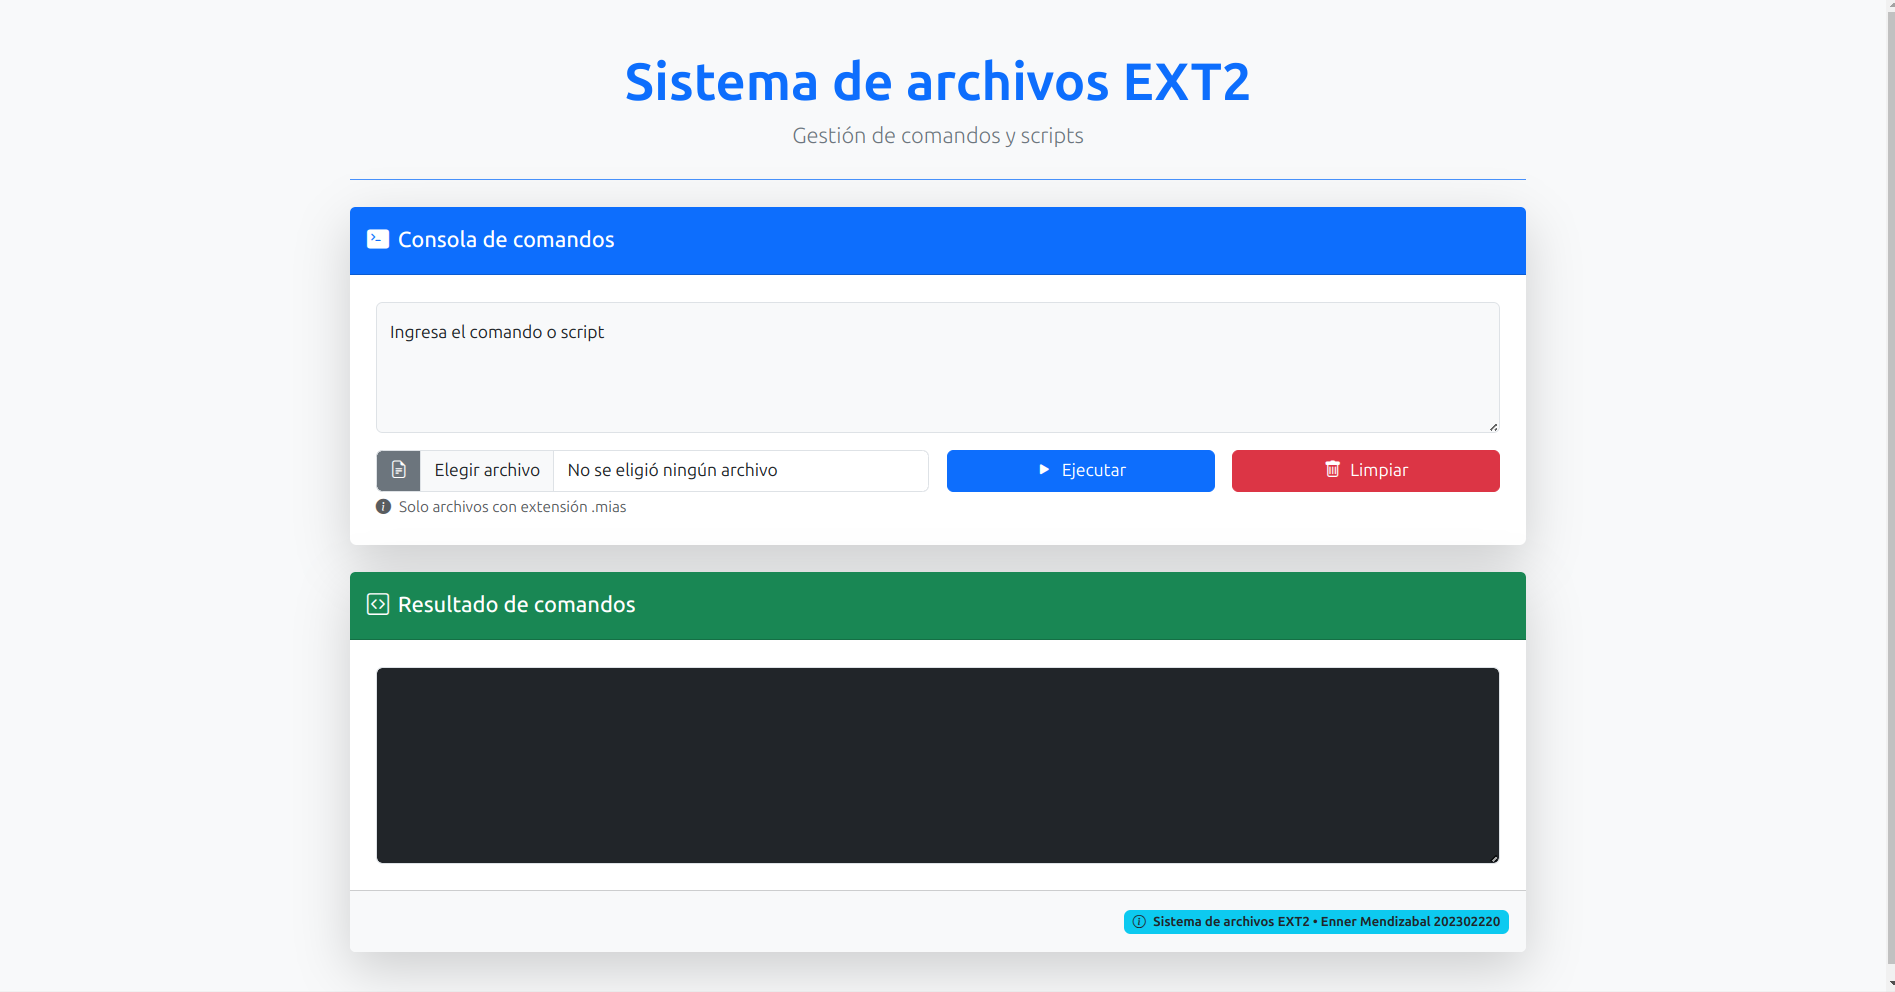 Sistema de archivos EXT2
Gestión de comandos y scripts
Consola de comandos
Ingresa el comando o script
Elegir archivo No se eligió ningún archivo Ejecutar Limpiar
Solo archivos con extensión .mias
Resultado de comandos
Sistema de archivos EXT2 • Enner Mendizabal 202302220